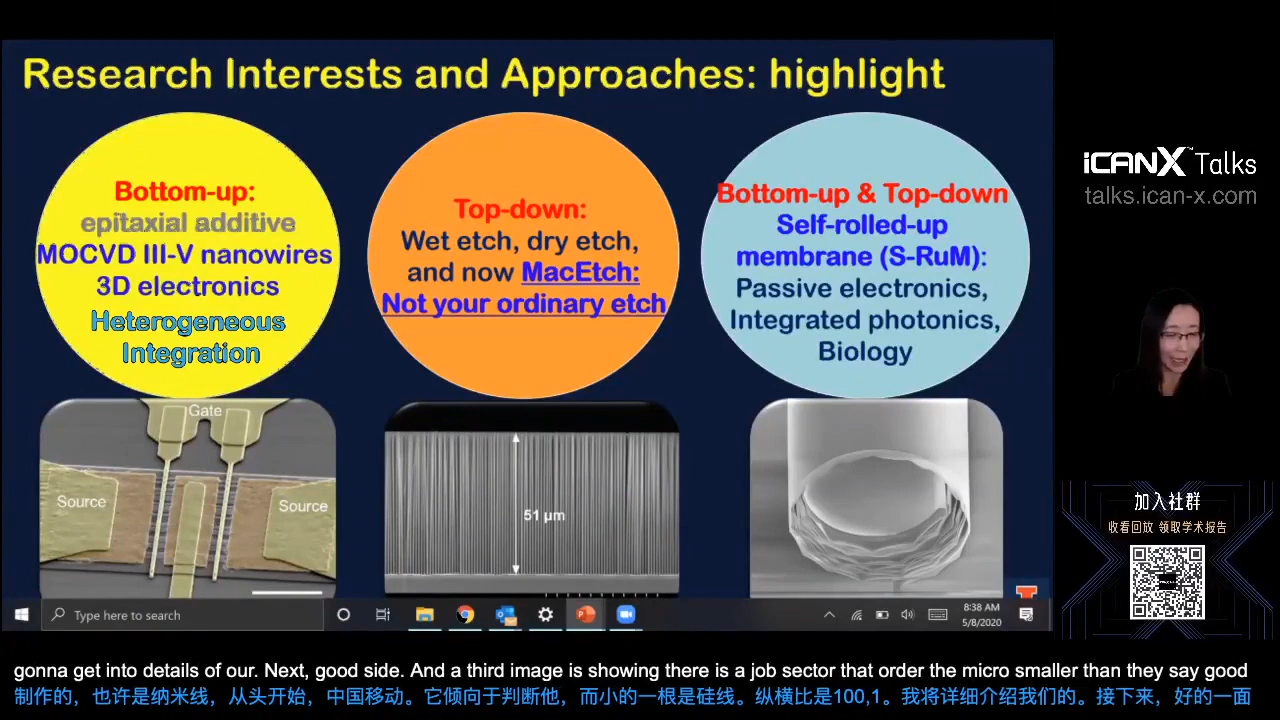 Research Interests and Approaches: highlight
Bottom-up:
epitaxial additive
MOCVD III-V nanowires
3D electronics
Heterogeneous
Integration
Top-down:
Wet etch, dry etch,
and now MacEtch:
Not your ordinary etch
Bottom-up & Top-down
Self-rolled-up
membrane (S-RuM):
Passive electronics,
Integrated photonics,
Biology
Gate
Source
Source
51 μm
iCANX™ Talks
talks.ican-x.com
加入社群
收看回放 领取学术报告
Type here to search
8:38 AM
5/8/2020
gonna get into details of our. Next, good side. And a third image is showing there is a job sector that order the micro smaller than they say good
制作的，也许是纳米线，从头开始，中国移动。它倾向于判断他，而小的一根是硅线。纵横比是100,1。我将详细介绍我们的。接下来，好的一面